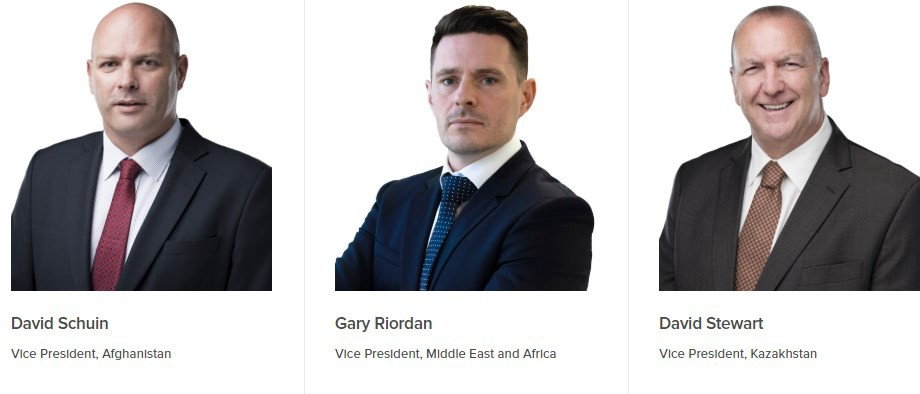 David Schuin
Vice President, Afghanistan
Gary Riordan
Vice President, Middle East and Africa
David Stewart
Vice President, Kazakhstan